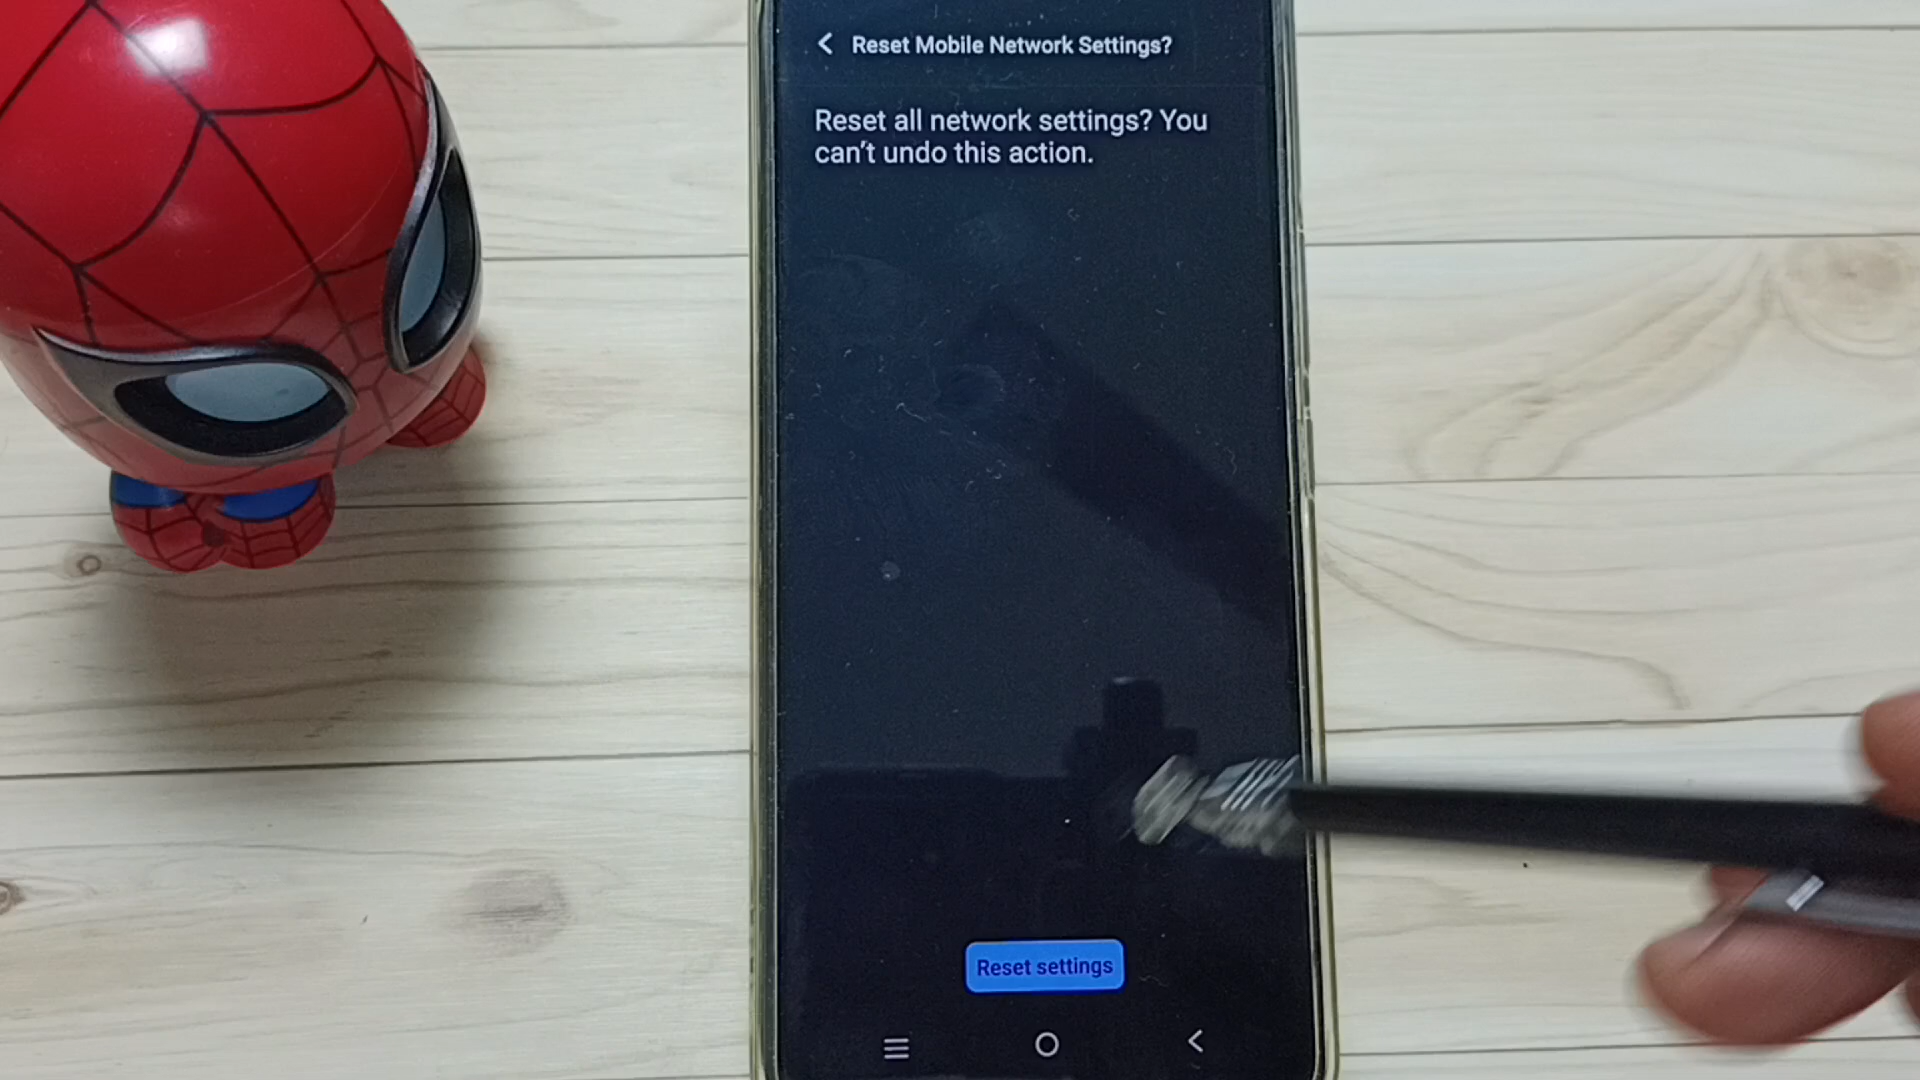 Reset Mobile Network Settings?
Reset all network settings? You
can't undo this action.
Reset settings